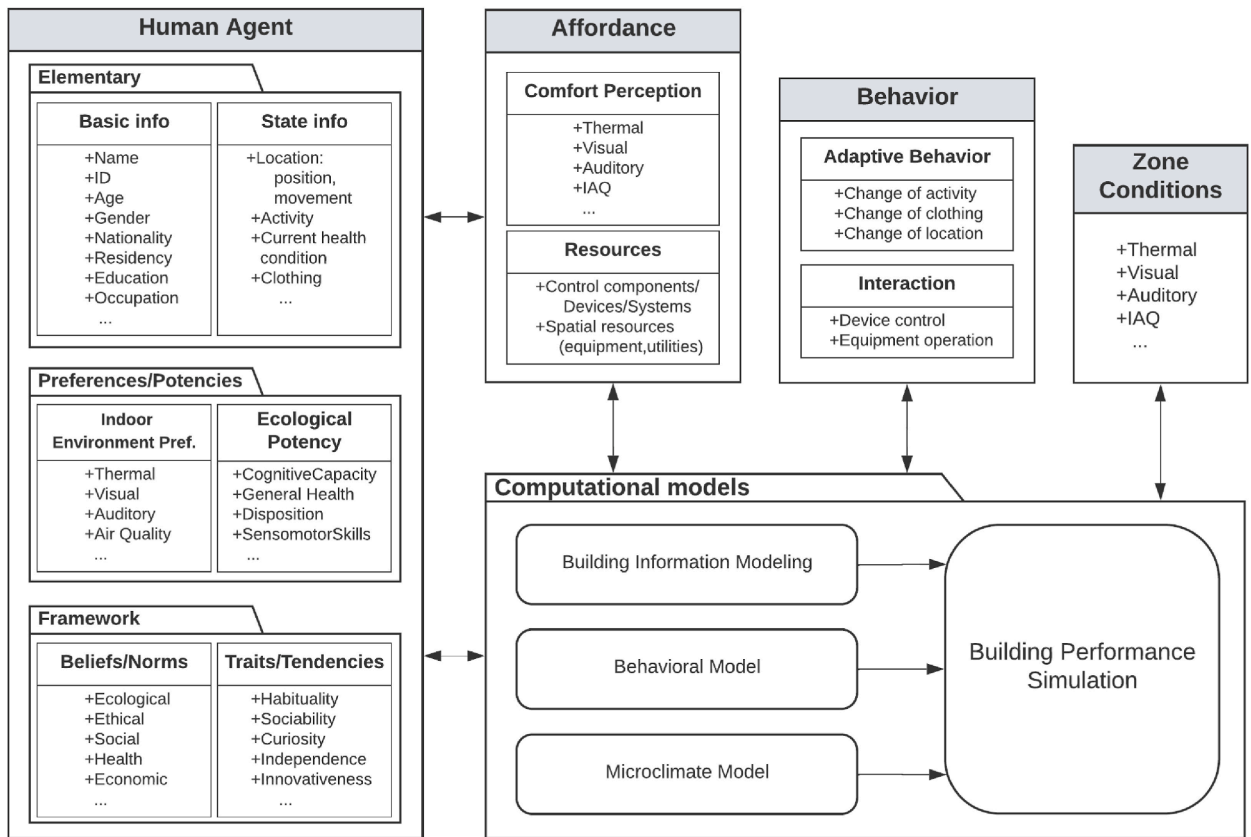 Human Agent
Elementary
Basic info
+Name
+ID
+Age
+Gender
+Nationality
+Residency
+Education
+Occupation
...
State info
+Location:
position,
movement
+Activity
+Current health
condition
+Clothing
...
Preferences/Potencies
Indoor
Environment Pref.
+Thermal
+Visual
+Auditory
+Air Quality
...
Ecological
Potency
+CognitiveCapacity
+General Health
+Disposition
+SensomotorSkills
...
Framework
Beliefs/Norms
+Ecological
+Ethical
+Social
+Health
+Economic
...
Traits/Tendencies
+Habituality
+Sociability
+Curiosity
+Independence
+Innovativeness
...
Affordance
Comfort Perception
+Thermal
+Visual
+Auditory
+IAQ
...
Resources
+Control components/
Devices/Systems
+Spatial resources
(equipment,utilities)
Behavior
Adaptive Behavior
+Change of activity
+Change of clothing
+Change of location
Interaction
+Device control
+Equipment operation
Zone
Conditions
+Thermal
+Visual
+Auditory
+IAQ
...
Computational models
Building Information Modeling
Behavioral Model
Microclimate Model
Building Performance
Simulation